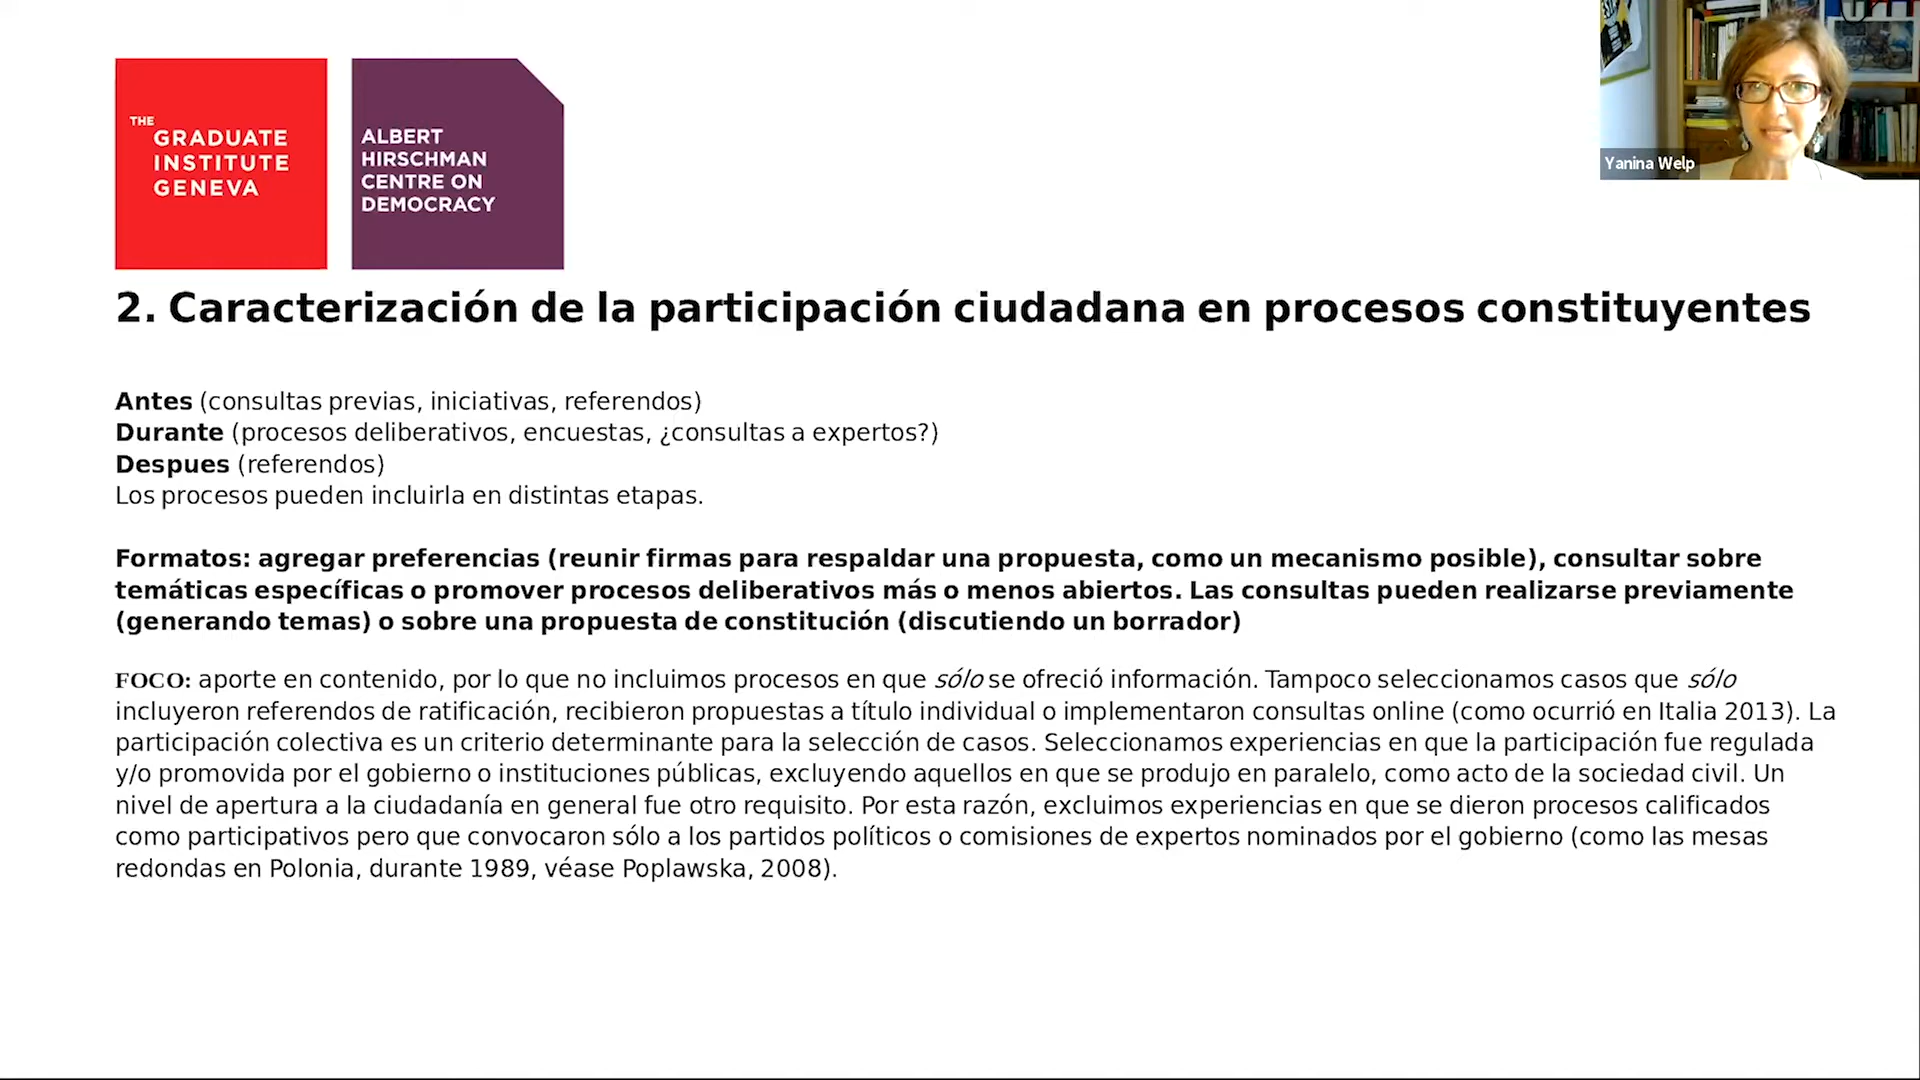 THE
GRADUATE
INSTITUTE
GENEVA
ALBERT
HIRSCHMAN
CENTRE ON
DEMOCRACY
Yanina Welp
2. Caracterización de la participación ciudadana en procesos constituyentes
Antes (consultas previas, iniciativas, referendos)
Durante (procesos deliberativos, encuestas, ¿consultas a expertos?)
Despues (referendos)
Los procesos pueden incluirla en distintas etapas.
Formatos: agregar preferencias (reunir firmas para respaldar una propuesta, como un mecanismo posible), consultar sobre
temáticas específicas o promover procesos deliberativos más o menos abiertos. Las consultas pueden realizarse previamente
(generando temas) o sobre una propuesta de constitución (discutiendo un borrador)
FOCO: aporte en contenido, por lo que no incluimos procesos en que sólo se ofreció información. Tampoco seleccionamos casos que sólo
incluyeron referendos de ratificación, recibieron propuestas a título individual o implementaron consultas online (como ocurrió en Italia 2013). La
participación colectiva es un criterio determinante para la selección de casos. Seleccionamos experiencias en que la participación fue regulada
y/o promovida por el gobierno o instituciones públicas, excluyendo aquellos en que se produjo en paralelo, como acto de la sociedad civil. Un
nivel de apertura a la ciudadanía en general fue otro requisito. Por esta razón, excluimos experiencias en que se dieron procesos calificados
como participativos pero que convocaron sólo a los partidos políticos o comisiones de expertos nominados por el gobierno (como las mesas
redondas en Polonia, durante 1989, véase Poplawska, 2008).